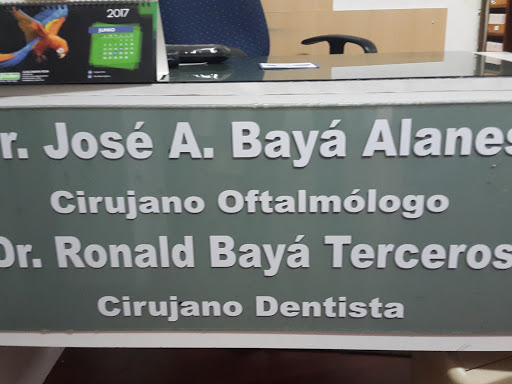 2017
JUNIO
r. José A. Bayá Alanes
Cirujano Oftalmólogo
Dr. Ronald Bayá Terceros
Cirujano Dentista